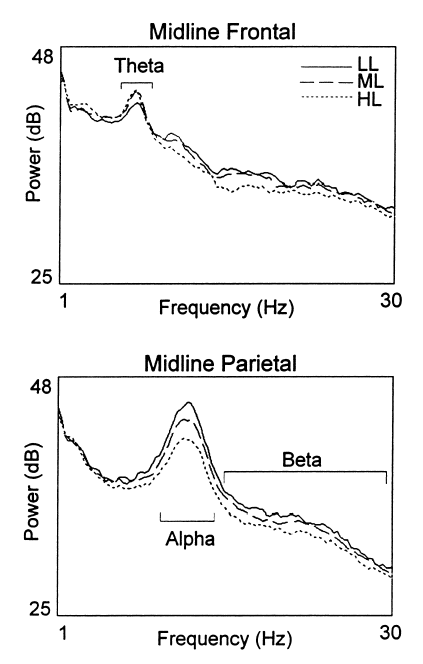 Midline Frontal
48
Theta
LL
ML
HL
Power (dB)
25
1
30
Frequency (Hz)
Midline Parietal
48
Beta
Power (dB)
Alpha
25
1
30
Frequency (Hz)